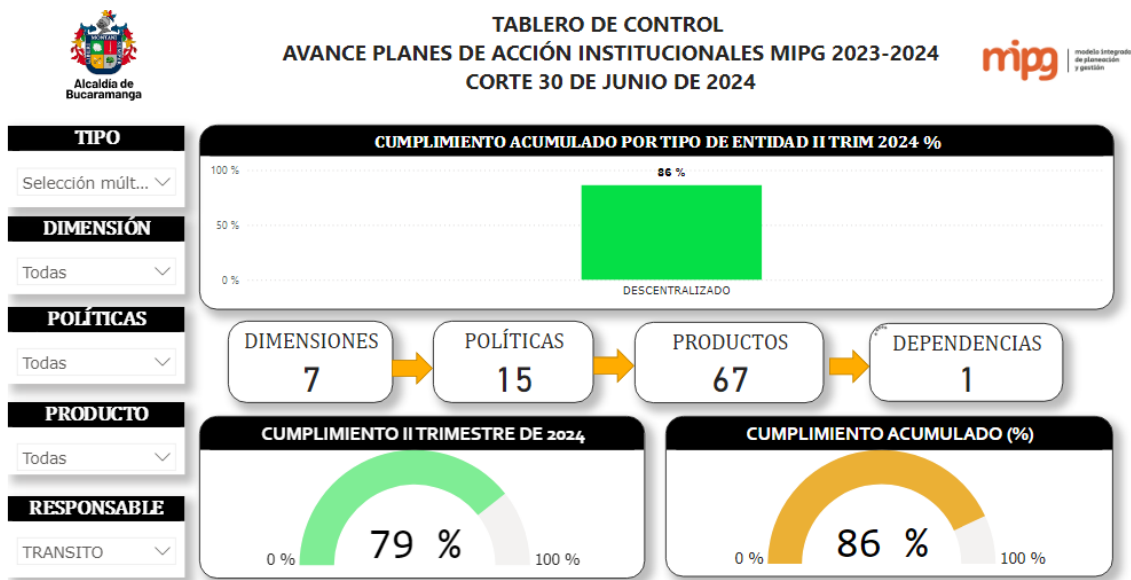 TABLERO DE CONTROL
AVANCE PLANES DE ACCIÓN INSTITUCIONALES MIPG 2023-2024
CORTE 30 DE JUNIO DE 2024
Alcaldía de
Bucaramanga
mipg
modelo integrado
de planeación
y gestión
TIPO
Selección múlt...
DIMENSIÓN
Todas
POLÍTICAS
Todas
PRODUCTO
Todas
RESPONSABLE
TRANSITO
CUMPLIMIENTO ACUMULADO POR TIPO DE ENTIDAD II TRIM 2024 %
100 %
86 %
50 %
0 %
DESCENTRALIZADO
DIMENSIONES
7
POLÍTICAS
15
PRODUCTOS
67
DEPENDENCIAS
1
CUMPLIMIENTO II TRIMESTRE DE 2024
79 %
0 %
100 %
CUMPLIMIENTO ACUMULADO (%)
86 %
0 %
100 %